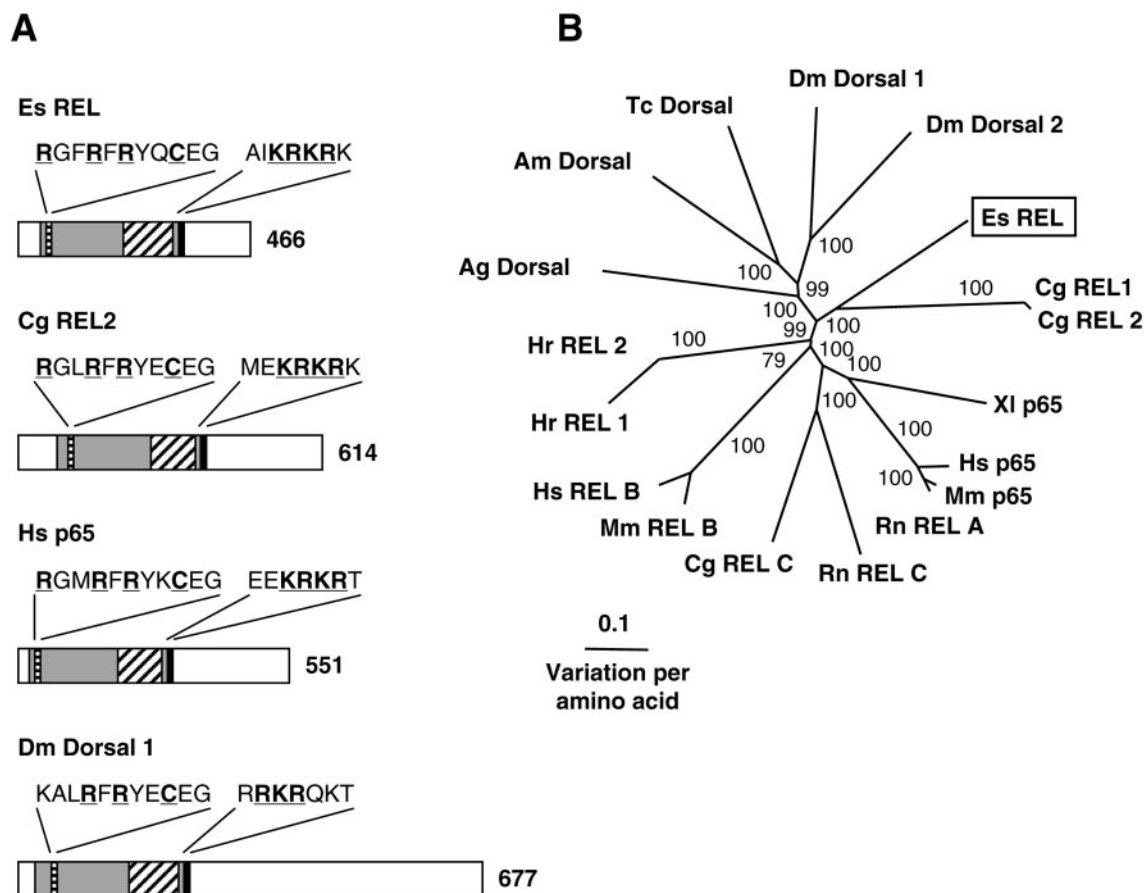 A
Es REL
RGFRFRYQCEG AIKRKRK
466
Cg REL2
RGLRFRYECEG MEKRKRK
614
Hs p65
RGMRFRYKCEG EEKRKRT
551
Dm Dorsal 1
KALRFRYECEG RRKRQKT
677
B
Dm Dorsal 1
Tc Dorsal
Dm Dorsal 2
Am Dorsal
Es REL
100
Ag Dorsal
100
99
100
Cg REL1
Cg REL 2
100
99
100
Hr REL 2
100
79
100
100
Xl p65
Hr REL 1
100
100
Hs p65
100
Mm p65
100
Hs REL B
Mm REL B
Rn REL A
Cg REL C
Rn REL C
0.1
Variation per
amino acid